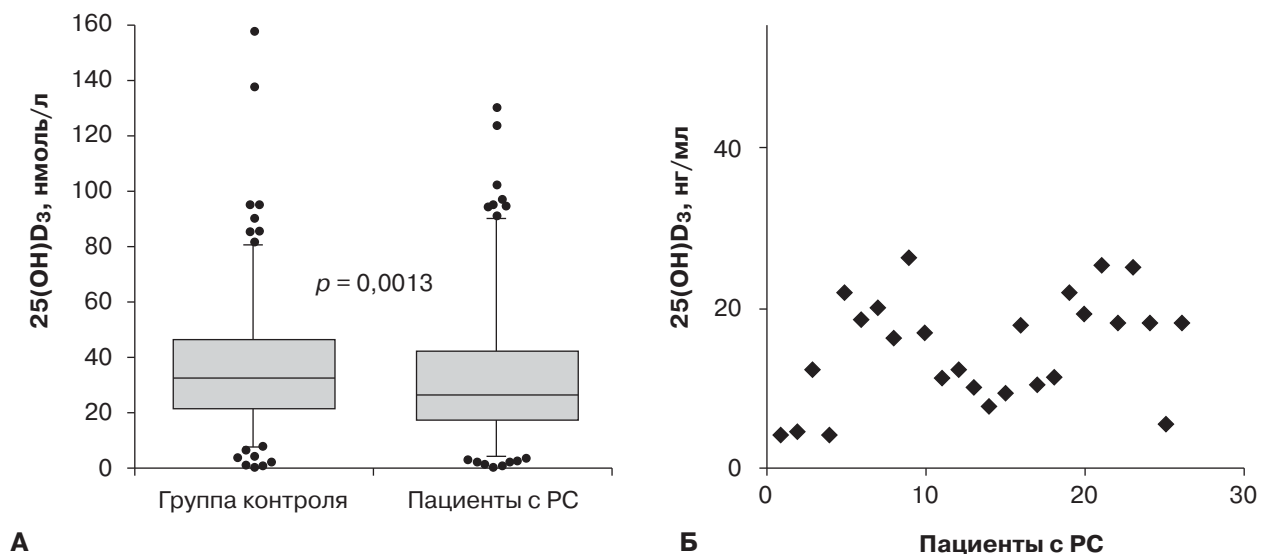 160
140
120
100
80
60
40
20
0
25(OH)D3, нмоль/л
p = 0,0013
Группа контроля
Пациенты с РС
А
40
20
0
25(OH)D3, нг/мл
0
10
20
30
Пациенты с РС
Б